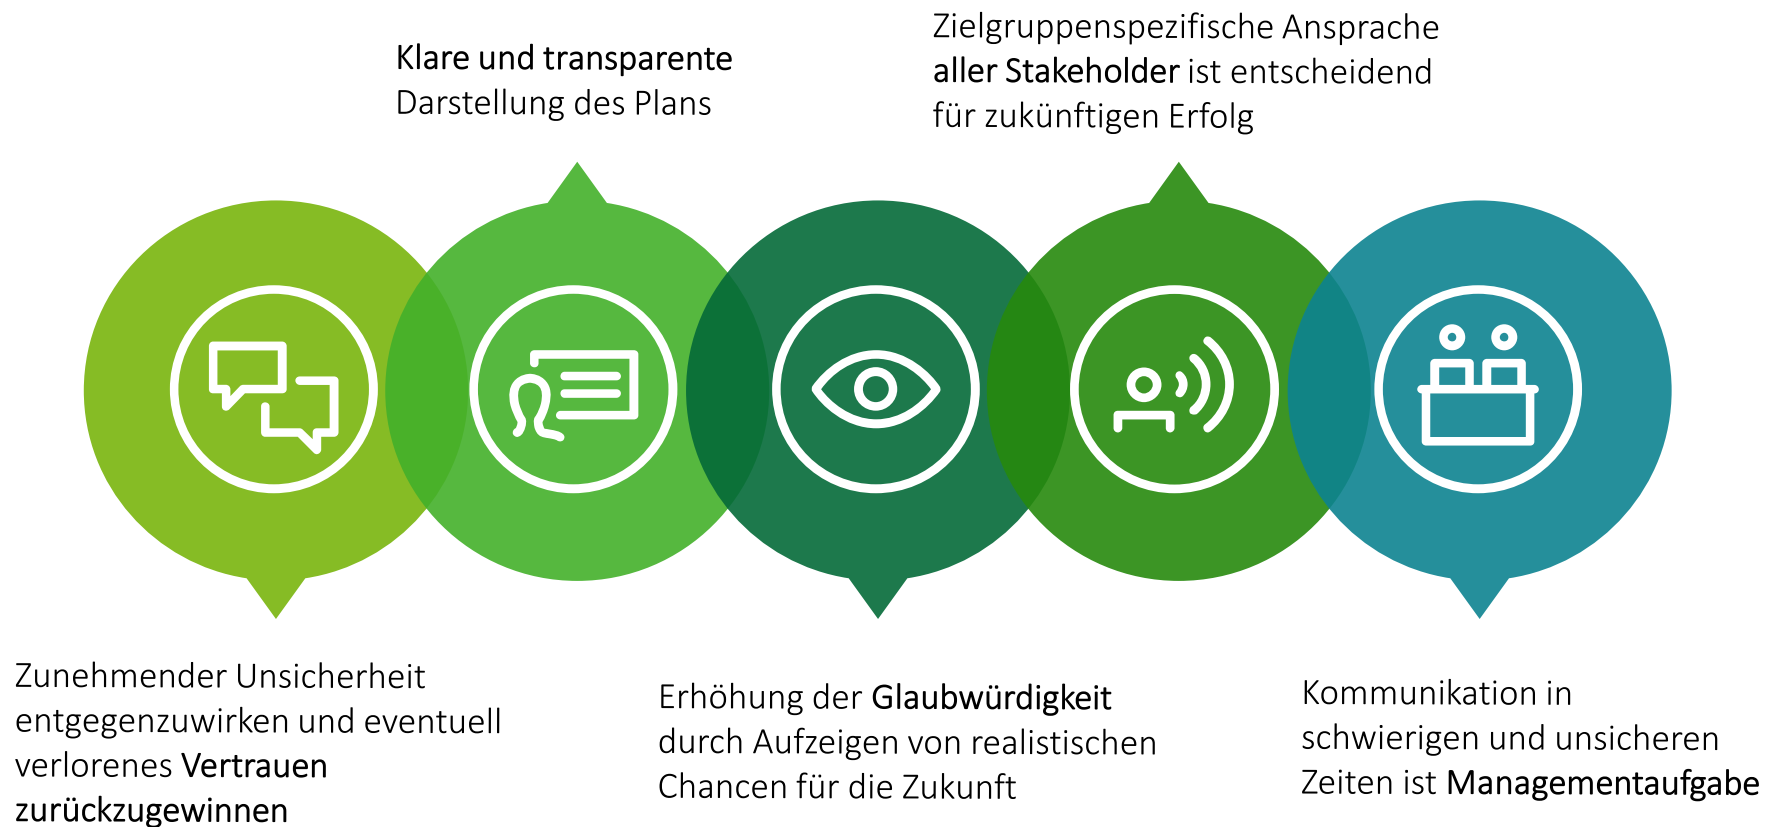 Klare und transparente
Darstellung des Plans
Zielgruppenspezifische Ansprache
aller Stakeholder ist entscheidend
für zukünftigen Erfolg
Zunehmender Unsicherheit
entgegenzuwirken und eventuell
verlorenes Vertrauen
zurückzugewinnen
Erhöhung der Glaubwürdigkeit
durch Aufzeigen von realistischen
Chancen für die Zukunft
Kommunikation in
schwierigen und unsicheren
Zeiten ist Managementaufgabe